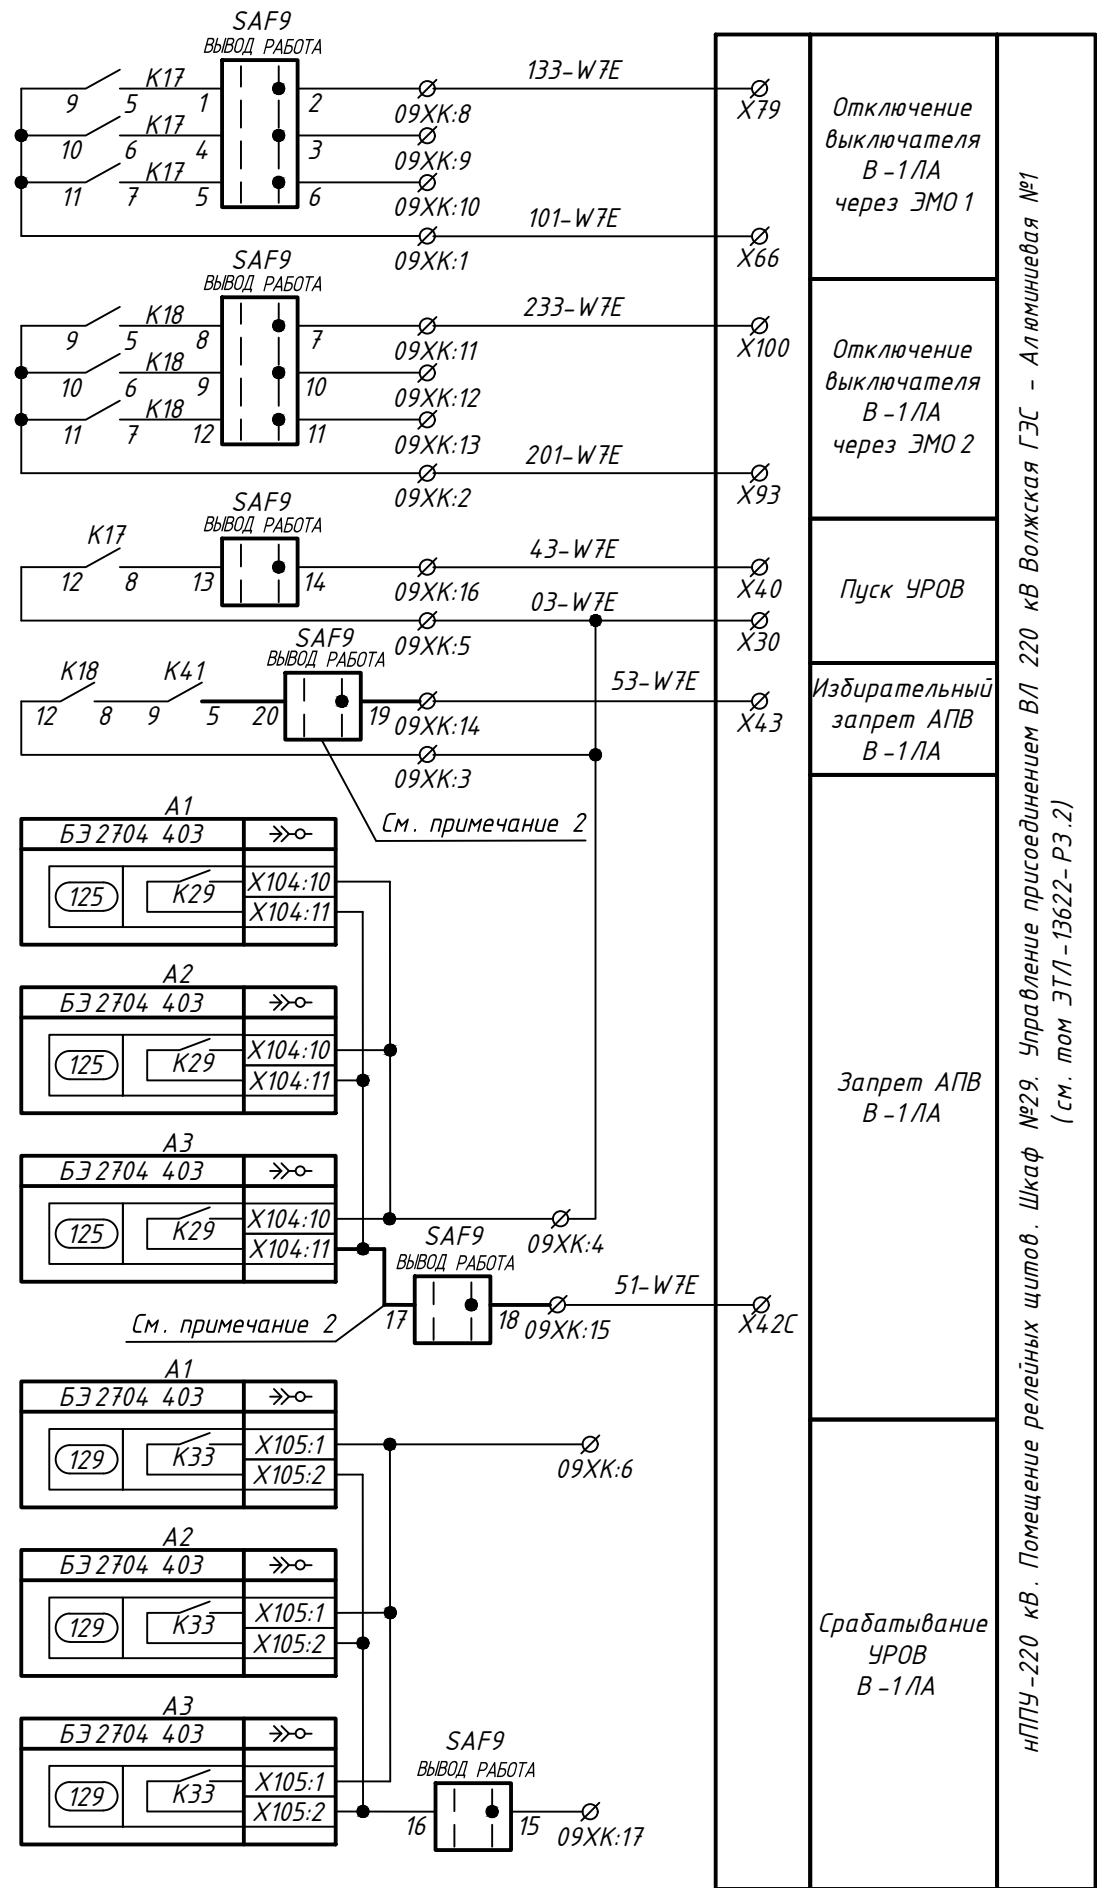 SAF9
ВЫВОД РАБОТА
9 5 K17 1 2 09XK:8 133-W7E X79
10 6 K17 4 3 09XK:9
11 7 K17 5 6 09XK:10
09XK:1 101-W7E X66
Отключение
выключателя
В-1ЛА
через ЭМО1
SAF9
ВЫВОД РАБОТА
9 5 K18 8 7 09XK:11 233-W7E X100
10 6 K18 9 10 09XK:12
11 7 K18 12 11 09XK:13
09XK:2 201-W7E X93
Отключение
выключателя
В-1ЛА
через ЭМО2
SAF9
ВЫВОД РАБОТА
K17
12 8 13 14 09XK:16 43-W7E X40
09XK:5 03-W7E X30
Пуск УРОВ
SAF9
ВЫВОД РАБОТА
K18 K41
12 8 9 5 20 19 09XK:14 53-W7E X43
09XK:3
Избирательный
запрет АПВ
В-1ЛА
См. примечание 2
A1
БЭ2704 403
125 K29 X104:10
X104:11
A2
БЭ2704 403
125 K29 X104:10
X104:11
A3
БЭ2704 403
125 K29 X104:10
X104:11
09XK:4
SAF9
ВЫВОД РАБОТА
17 18 09XK:15 51-W7E X42C
См. примечание 2
Запрет АПВ
В-1ЛА
A1
БЭ2704 403
129 K33 X105:1
X105:2
09XK:6
A2
БЭ2704 403
129 K33 X105:1
X105:2
A3
БЭ2704 403
129 K33 X105:1
X105:2
SAF9
ВЫВОД РАБОТА
16 15 09XK:17
Срабатывание
УРОВ
В-1ЛА
нППУ-220 кВ. Помещение релейных щитов. Шкаф №29. Управление присоединением ВЛ 220 кВ Волжская ГЭС - Алюминиевая №1
(см. том ЭТЛ-13622-Р3.2)